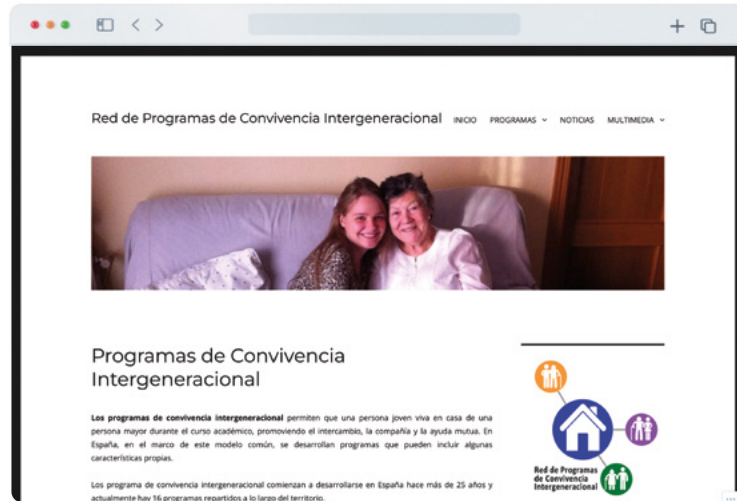 Red de Programas de Convivencia Intergeneracional INICIO PROGRAMAS NOTICIAS MULTIMEDIA
Programas de Convivencia
Intergeneracional
Los programas de convivencia intergeneracional permiten que una persona joven viva en casa de una
persona mayor durante el curso académico, promoviendo el intercambio, la compañía y la ayuda mutua. En
España, en el marco de este modelo común, se desarrollan programas que pueden incluir algunas
características propias.
Los programa de convivencia intergeneracional comienzan a desarrollarse en España hace más de 25 años y
actualmente hay 16 programas repartidos a lo largo del territorio.
Red de Programas
de Convivencia
Intergeneracional